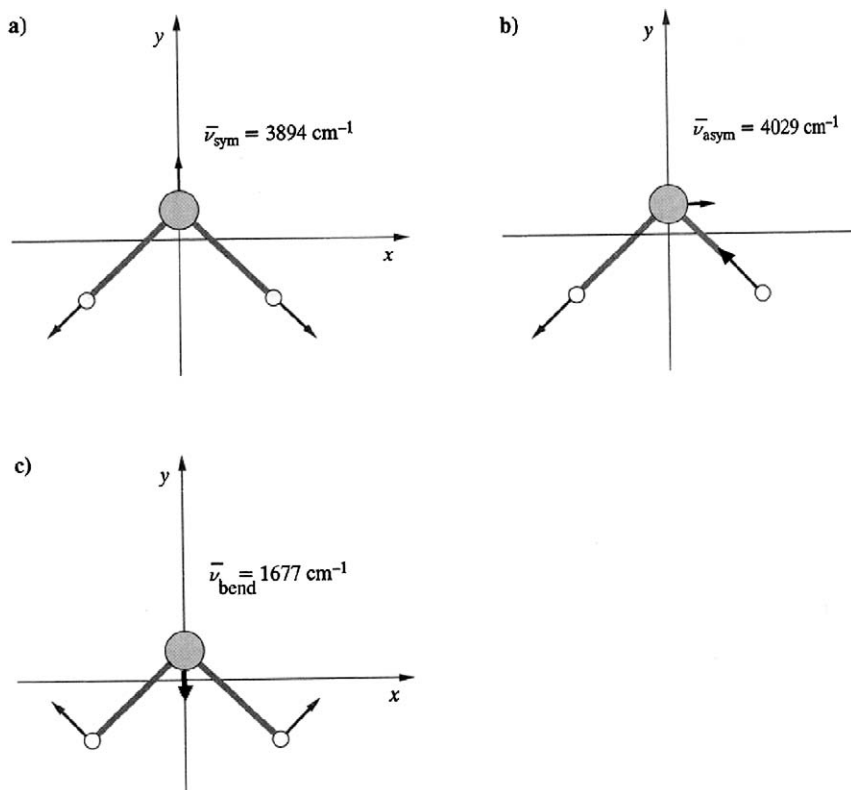 a)
y
ν̅sym = 3894 cm⁻¹
x
b)
y
ν̅asym = 4029 cm⁻¹
x
c)
y
ν̅bend = 1677 cm⁻¹
x